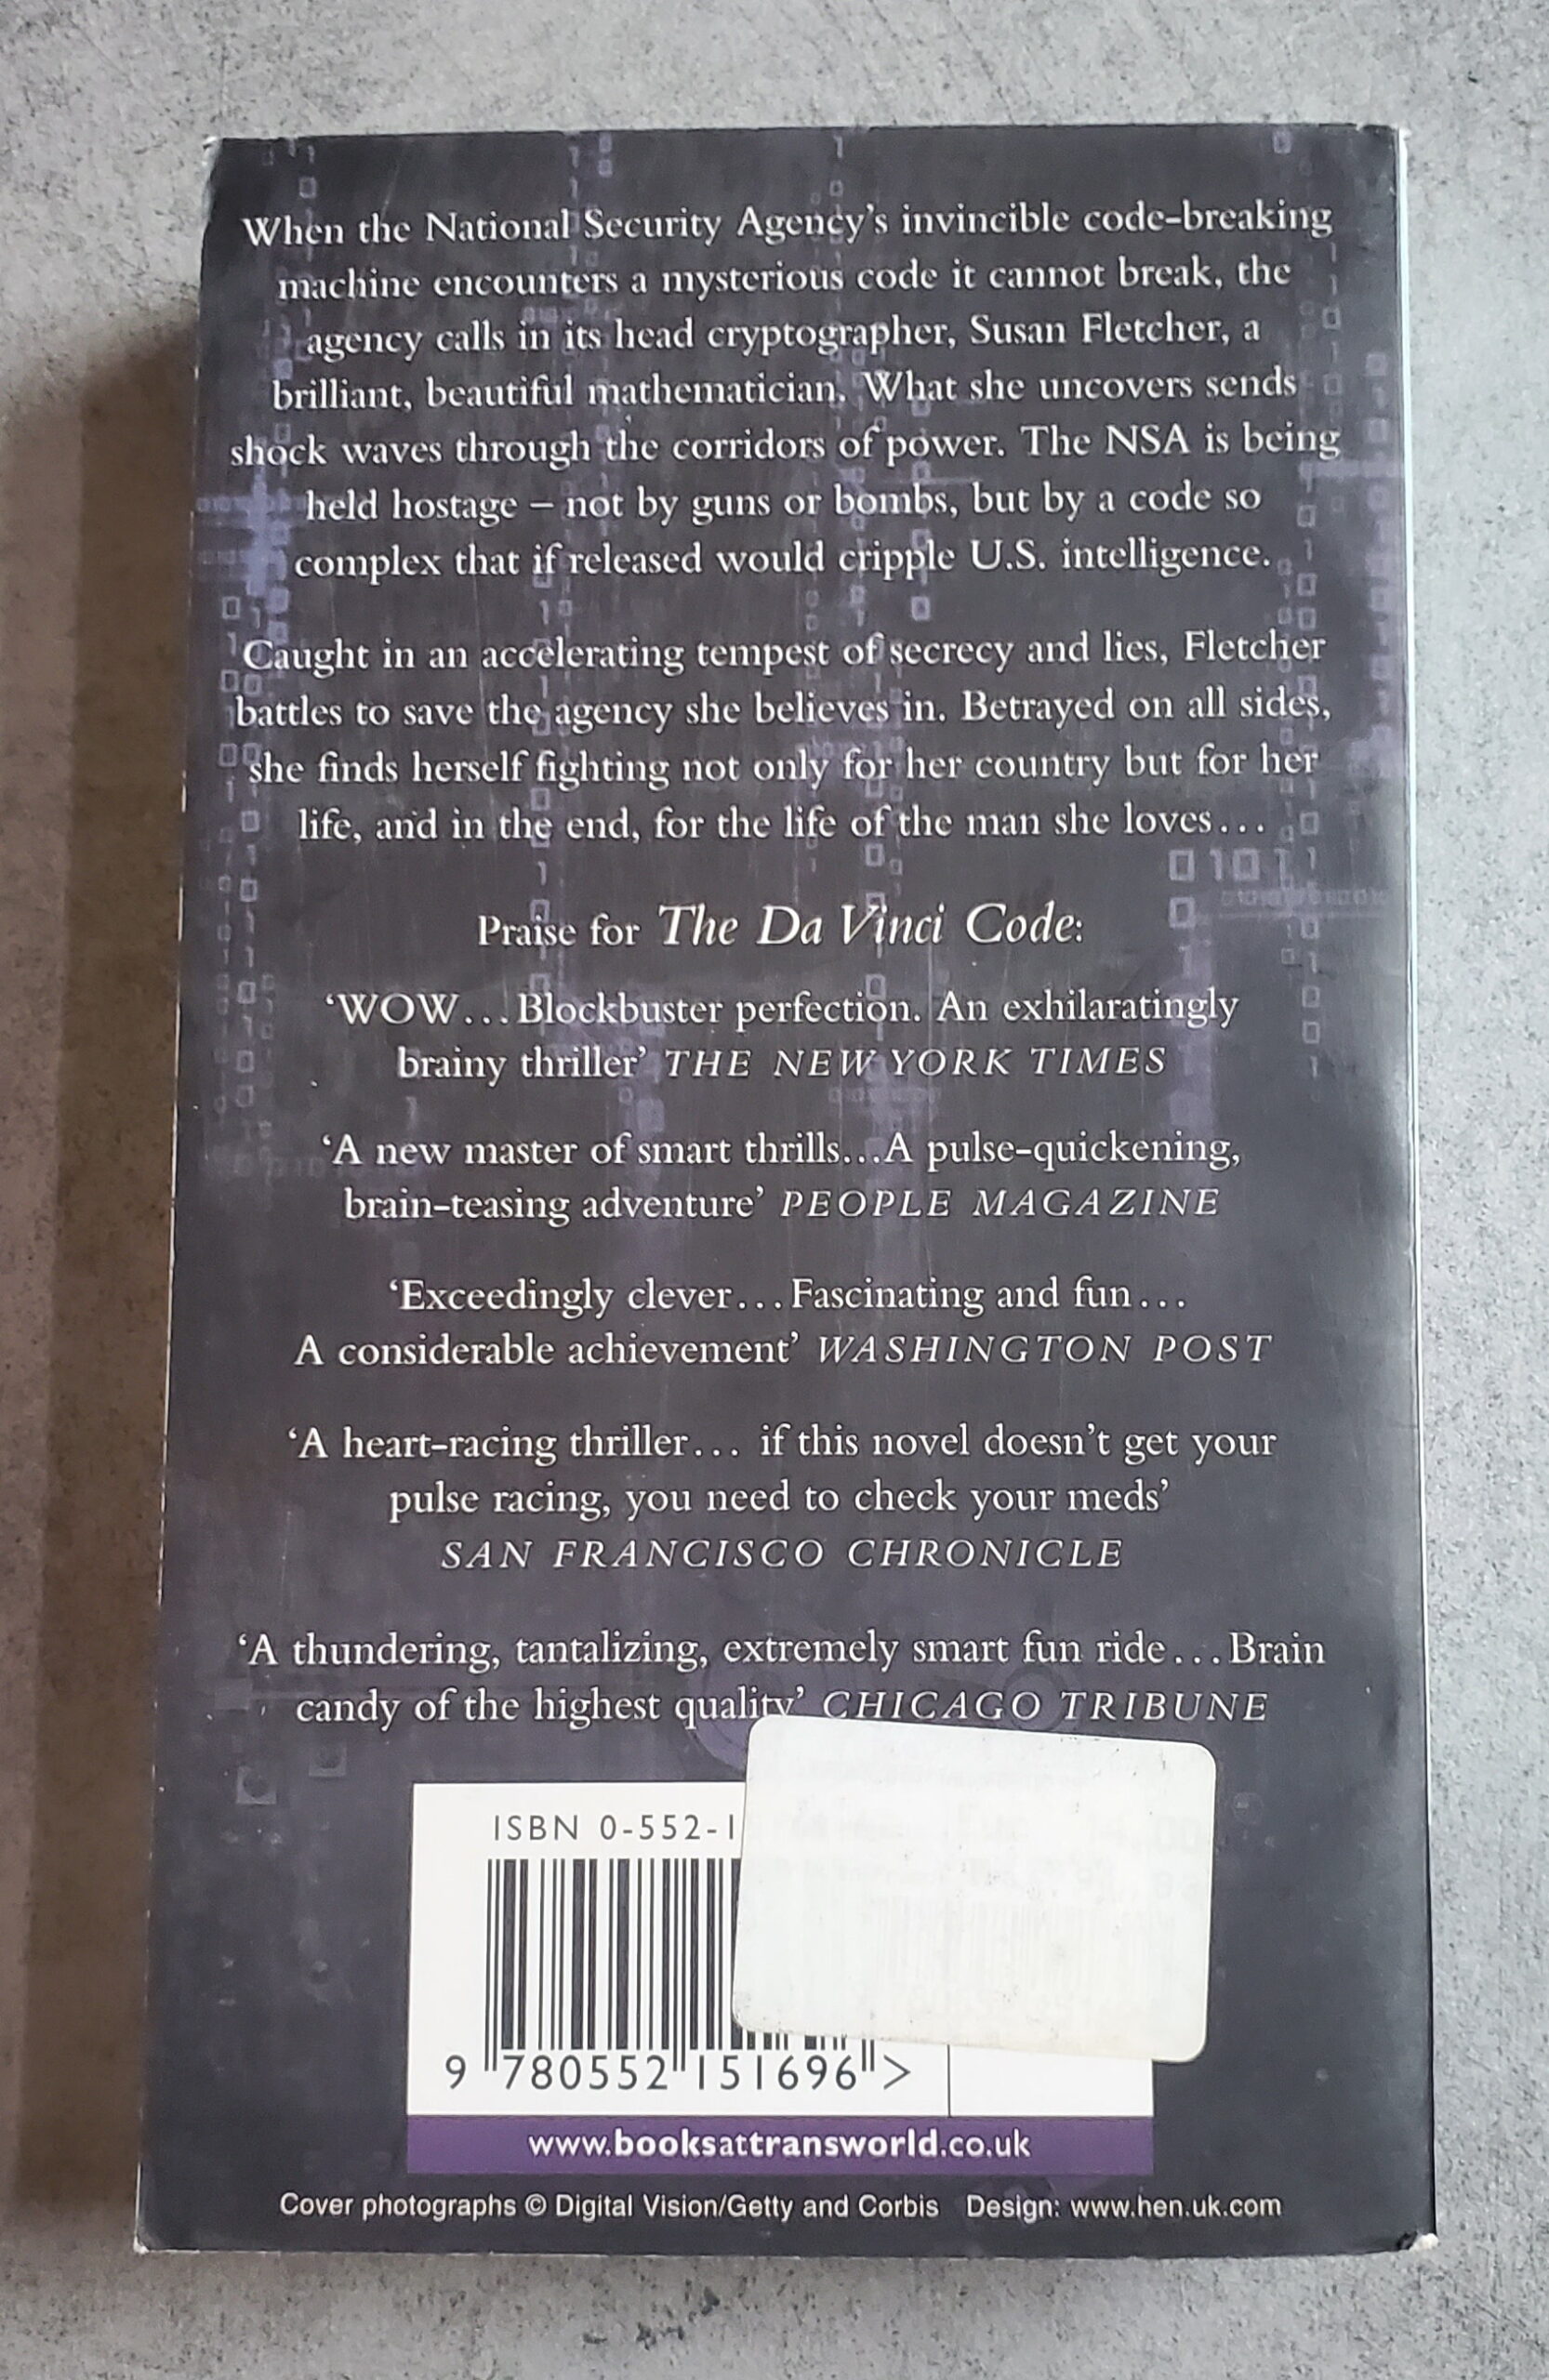 When the National Security Agency's invincible code-breaking
machine encounters a mysterious code it cannot break, the
agency calls in its head cryptographer, Susan Fletcher, a
brilliant, beautiful mathematician. What she uncovers sends
shock waves through the corridors of power. The NSA is being
held hostage – not by guns or bombs, but by a code so
complex that if released would cripple U.S. intelligence.
Caught in an accelerating tempest of secrecy and lies, Fletcher
battles to save the agency she believes in. Betrayed on all sides,
she finds herself fighting not only for her country but for her
life, and in the end, for the life of the man she loves...
Praise for The Da Vinci Code:
‘WOW...Blockbuster perfection. An exhilaratingly
brainy thriller’ THE NEW YORK TIMES
‘A new master of smart thrills...A pulse-quickening,
brain-teasing adventure’ PEOPLE MAGAZINE
‘Exceedingly clever...Fascinating and fun...
A considerable achievement’ WASHINGTON POST
‘A heart-racing thriller... if this novel doesn't get your
pulse racing, you need to check your meds’
SAN FRANCISCO CHRONICLE
‘A thundering, tantalizing, extremely smart fun ride...Brain
candy of the highest quality’ CHICAGO TRIBUNE
ISBN 0-552-1
9 780552 151696 >
www.booksattransworld.co.uk
Cover photographs © Digital Vision/Getty and Corbis Design: www.hen.uk.com